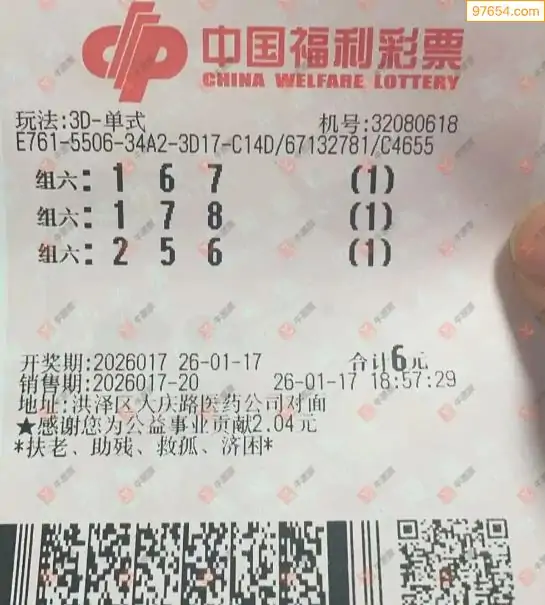 97654.com
中国福利彩票
CHINA WELFARE LOTTERY
玩法:3D-单式 机号:32080618
E761-5506-34A2-3D17-C14D/67132781/C4655
组六: 1 6 7 (1)
组六: 1 7 8 (1)
组六: 2 5 6 (1)
开奖期:2026017 26-01-17 合计6元
销售期:2026017-20 26-01-17 18:57:29
地址:洪泽区大庆路医药公司对面
★感谢您为公益事业贡献2.04元
*扶老、助残、救孤、济困*